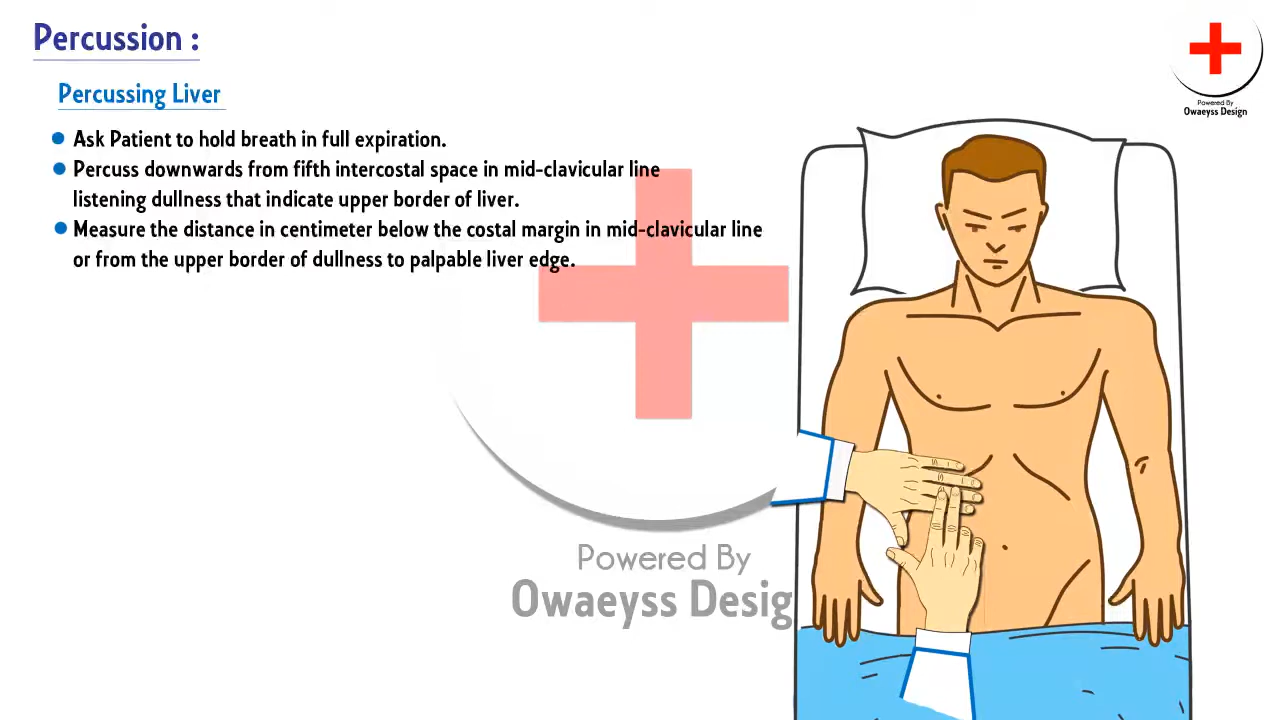 Percussion :
Percussing Liver
Ask Patient to hold breath in full expiration.
Percuss downwards from fifth intercostal space in mid-clavicular line
listening dullness that indicate upper border of liver.
Measure the distance in centimeter below the costal margin in mid-clavicular line
or from the upper border of dullness to palpable liver edge.
Powered By
Owaeyss Design
Powered By
Owaeyss Desig